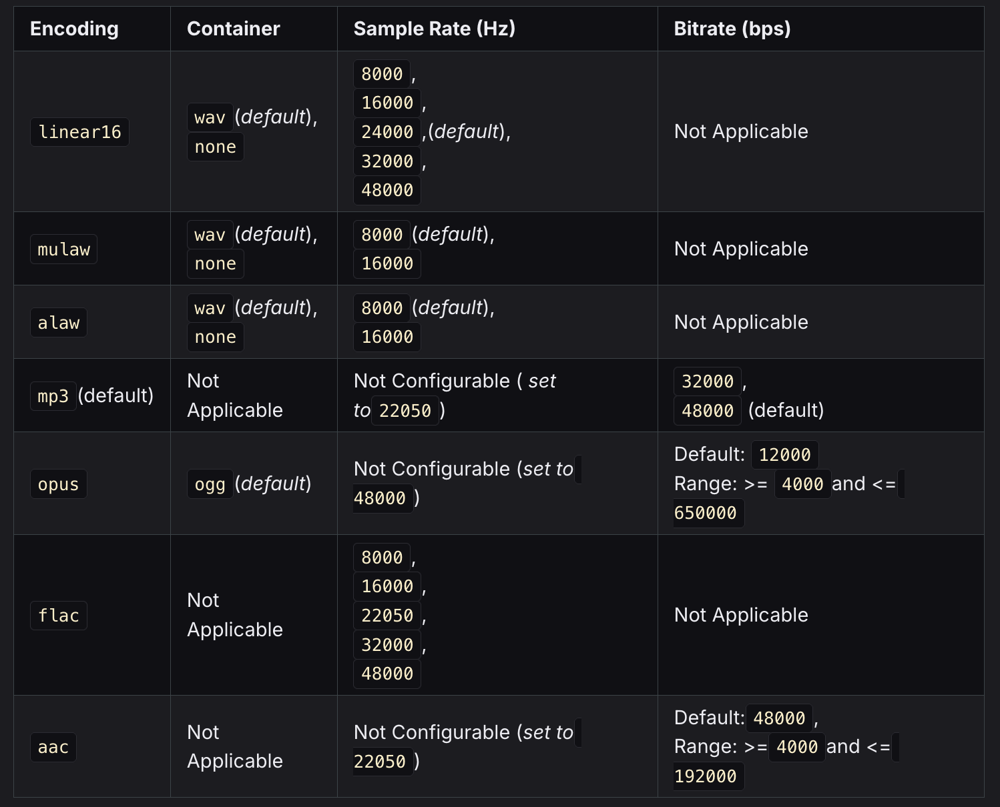 Encoding Container Sample Rate (Hz) Bitrate (bps)
linear16
wav (default),
none
8000,
16000,
24000,(default),
32000,
48000
Not Applicable
mulaw
wav (default),
none
8000 (default),
16000
Not Applicable
alaw
wav (default),
none
8000 (default),
16000
Not Applicable
mp3 (default)
Not
Applicable
Not Configurable ( set
to 22050)
32000,
48000 (default)
opus
ogg (default)
Not Configurable (set to
48000)
Default: 12000
Range: >= 4000 and <=
650000
flac
Not
Applicable
8000,
16000,
22050,
32000,
48000
Not Applicable
aac
Not
Applicable
Not Configurable (set to
22050)
Default: 48000,
Range: >= 4000 and <=
192000